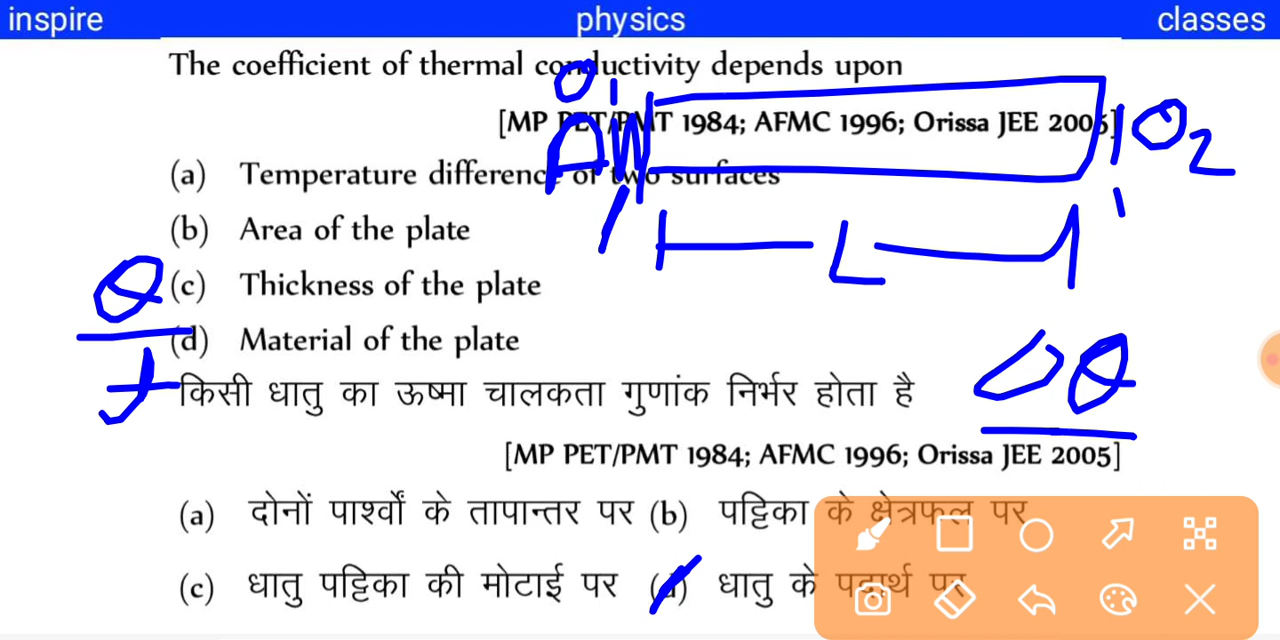 inspire physics classes
The coefficient of thermal conductivity depends upon
[MP PET/PMT 1984; AFMC 1996; Orissa JEE 2005]
(a) Temperature difference of two surfaces
(b) Area of the plate
(c) Thickness of the plate
(d) Material of the plate
किसी धातु का ऊष्मा चालकता गुणांक निर्भर होता है
[MP PET/PMT 1984; AFMC 1996; Orissa JEE 2005]
(a) दोनों पार्श्वों के तापान्तर पर (b) पट्टिका के क्षेत्रफल पर
(c) धातु पट्टिका की मोटाई पर (d) धातु के पदार्थ पर
A
L
θ2